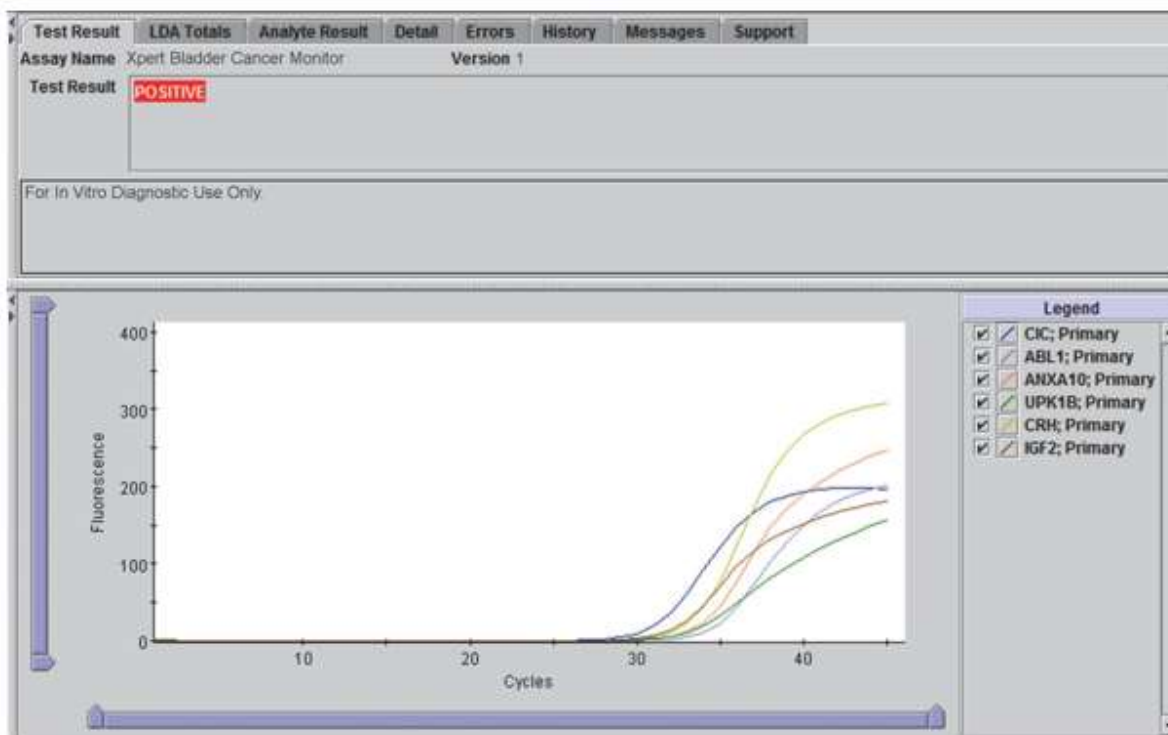 Test Result LDA Totals Analyte Result Detail Errors History Messages Support
Assay Name Xpert Bladder Cancer Monitor Version 1
Test Result POSITIVE
For In Vitro Diagnostic Use Only.
Legend
CIC; Primary
ABL1; Primary
ANXA10; Primary
UPK1B; Primary
CRH; Primary
IGF2; Primary
400
300
200
100
0
Fluorescence
10 20 30 40
Cycles